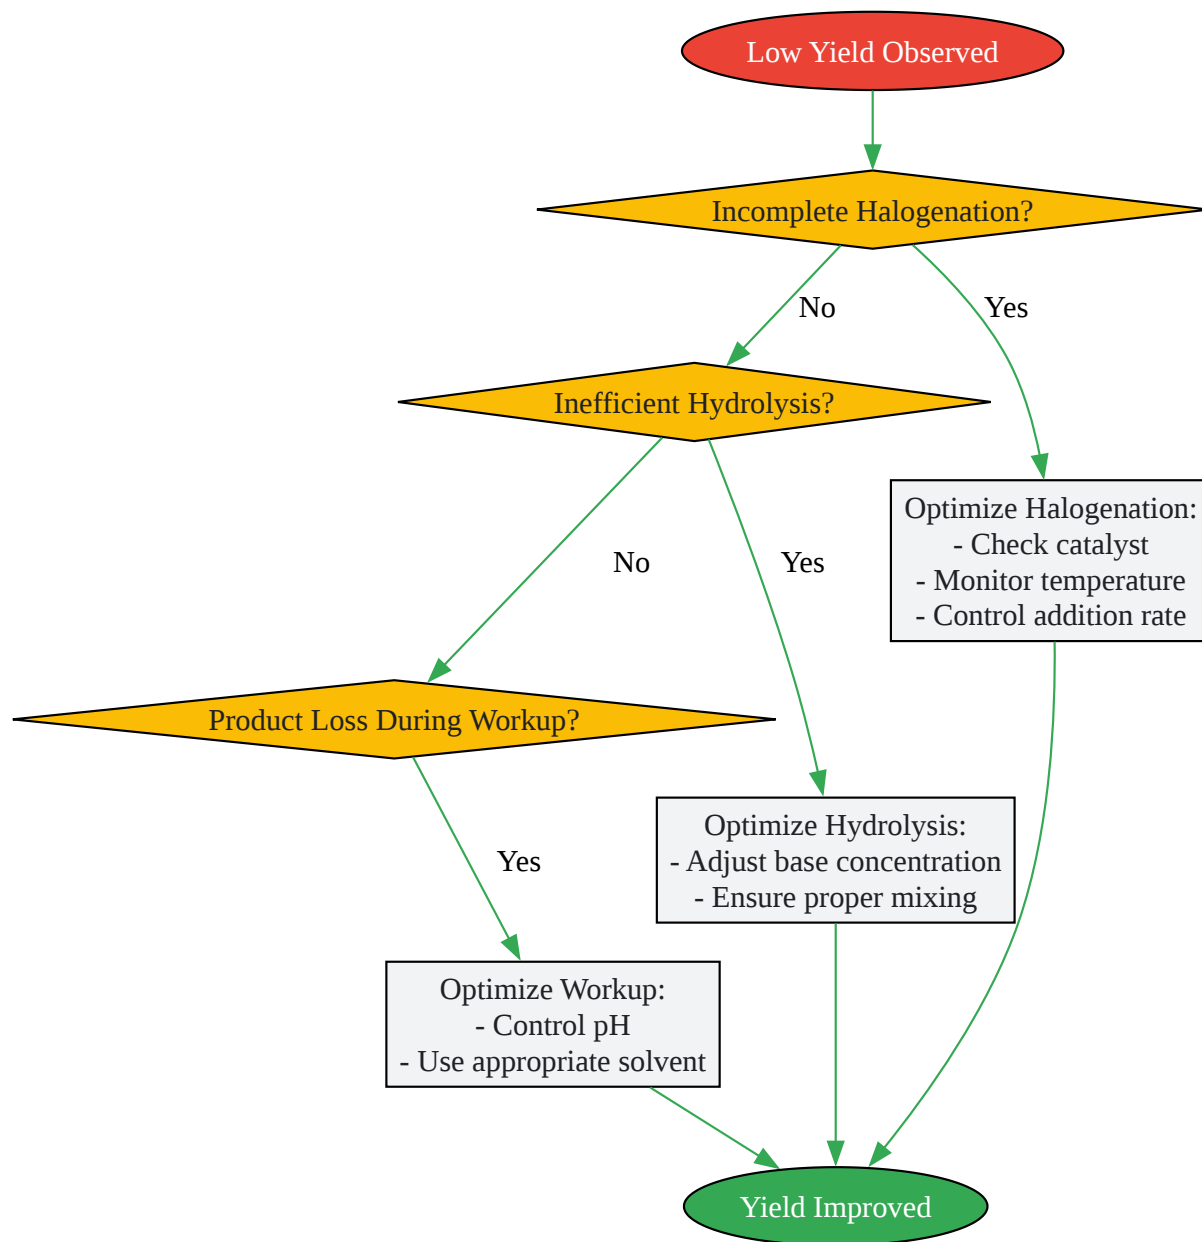 Low Yield Observed
Incomplete Halogenation?
No
Yes
Inefficient Hydrolysis?
Optimize Halogenation:
- Check catalyst
- Monitor temperature
- Control addition rate
No
Yes
Product Loss During Workup?
Optimize Hydrolysis:
- Adjust base concentration
- Ensure proper mixing
Yes
Optimize Workup:
- Control pH
- Use appropriate solvent
Yield Improved